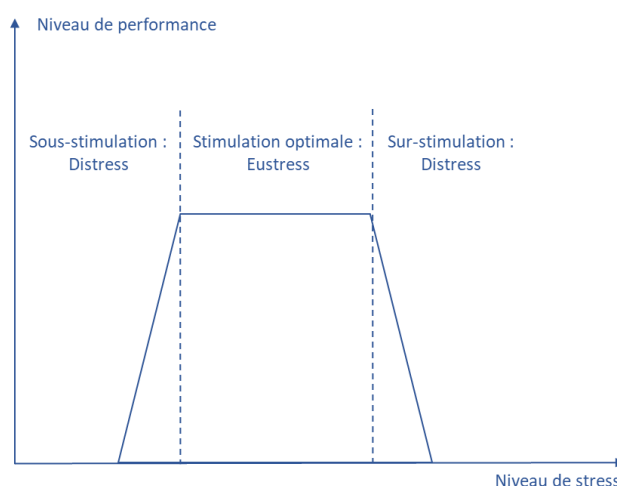 Niveau de performance
Sous-stimulation :
Distress
Stimulation optimale :
Eustress
Sur-stimulation :
Distress
Niveau de stress